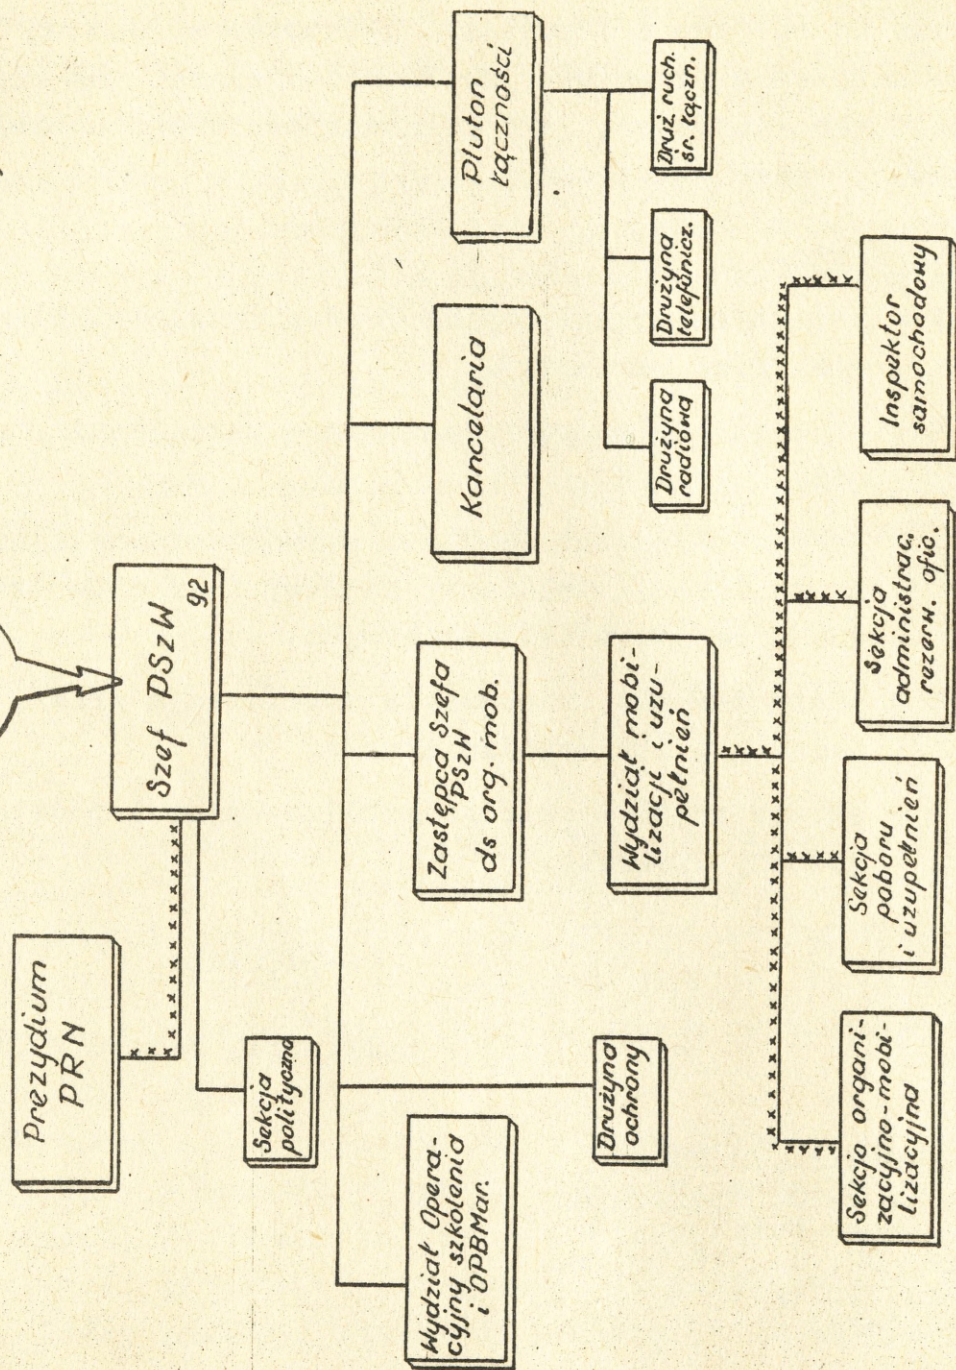 Prezydium
PRN
Szef PSzW
92
Sekcja
polityczna
Wydział Opera-
cyjny szkolenia
i OPBMar.
Drużyna
ochrony
Zastępca Szefa
PSzW
ds org. mob.
Kancelaria
Pluton
łączności
Wydział mobi-
lizacji i uzu-
pełnień
Drużyna
radiowa
Drużyna
telefonicz.
Druż. ruch.
śr. łączn.
Sekcja organi-
zacyjno-mobi-
lizacyjna
Sekcja
poboru
i uzupełnień
Sekcja
administrac.
rezerw. ofic.
Inspektor
samochodowy